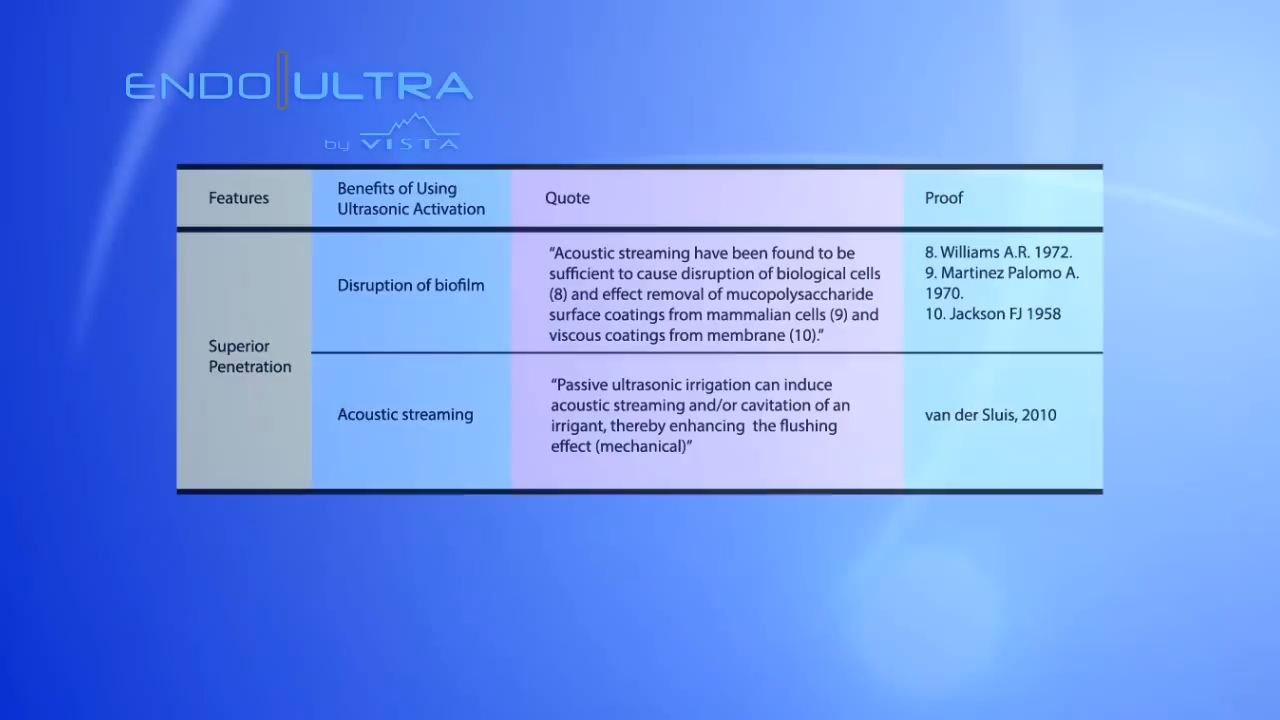 ENDO ULTRA
by VISTA
Features
Benefits of Using
Ultrasonic Activation
Quote
Proof
Superior
Penetration
Disruption of biofilm
“Acoustic streaming have been found to be
sufficient to cause disruption of biological cells
(8) and effect removal of mucopolysaccharide
surface coatings from mammalian cells (9) and
viscous coatings from membrane (10).”
8. Williams A.R. 1972.
9. Martinez Palomo A.
1970.
10. Jackson FJ 1958
Acoustic streaming
“Passive ultrasonic irrigation can induce
acoustic streaming and/or cavitation of an
irrigant, thereby enhancing the flushing
effect (mechanical)”
van der Sluis, 2010